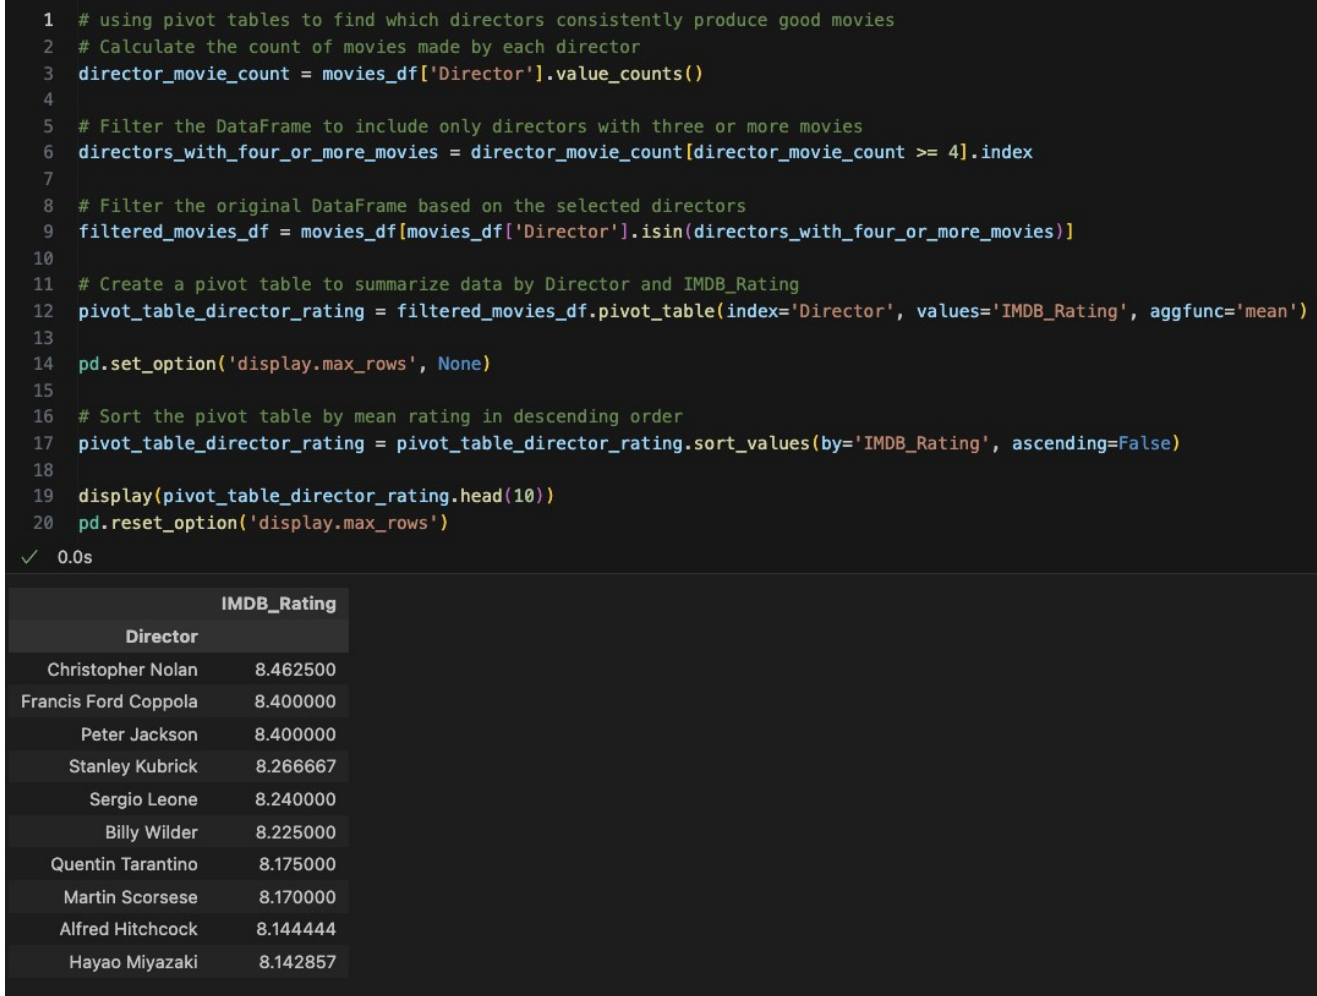 1 # using pivot tables to find which directors consistently produce good movies
2 # Calculate the count of movies made by each director
3 director_movie_count = movies_df['Director'].value_counts()
4
5 # Filter the DataFrame to include only directors with three or more movies
6 directors_with_four_or_more_movies = director_movie_count[director_movie_count >= 4].index
7
8 # Filter the original DataFrame based on the selected directors
9 filtered_movies_df = movies_df[movies_df['Director'].isin(directors_with_four_or_more_movies)]
10
11 # Create a pivot table to summarize data by Director and IMDB_Rating
12 pivot_table_director_rating = filtered_movies_df.pivot_table(index='Director', values='IMDB_Rating', aggfunc='mean')
13
14 pd.set_option('display.max_rows', None)
15
16 # Sort the pivot table by mean rating in descending order
17 pivot_table_director_rating = pivot_table_director_rating.sort_values(by='IMDB_Rating', ascending=False)
18
19 display(pivot_table_director_rating.head(10))
20 pd.reset_option('display.max_rows')
✓ 0.0s
IMDB_Rating
Director
Christopher Nolan 8.462500
Francis Ford Coppola 8.400000
Peter Jackson 8.400000
Stanley Kubrick 8.266667
Sergio Leone 8.240000
Billy Wilder 8.225000
Quentin Tarantino 8.175000
Martin Scorsese 8.170000
Alfred Hitchcock 8.144444
Hayao Miyazaki 8.142857